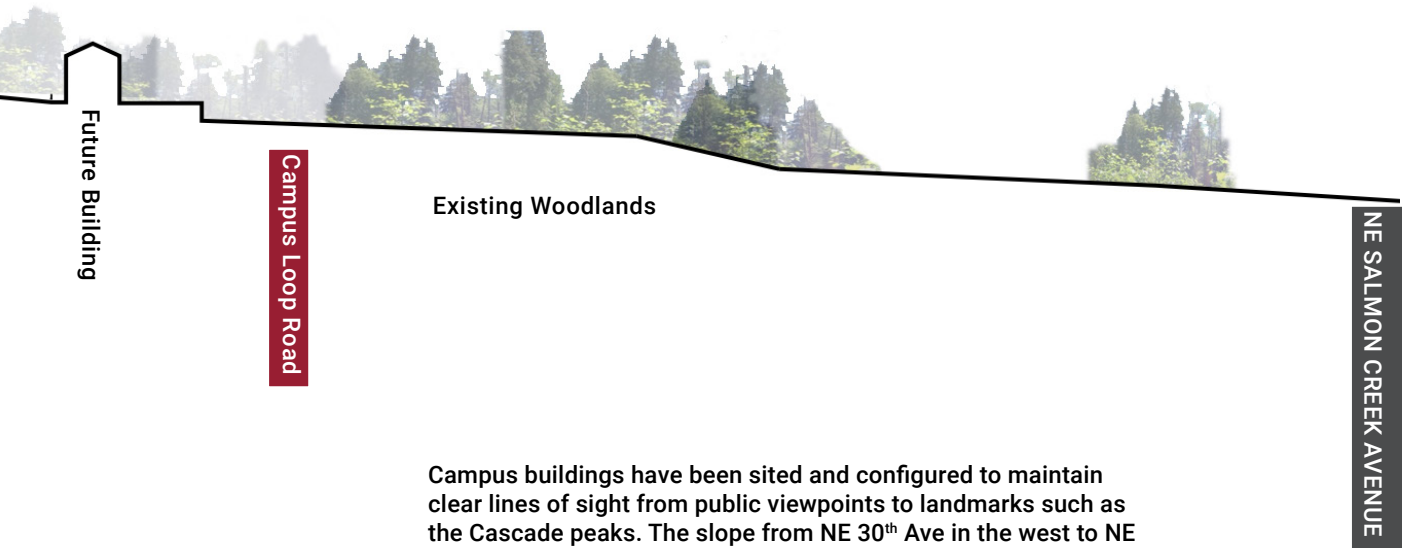 Future Building
Campus Loop Road
Existing Woodlands
NE SALMON CREEK AVENUE
Campus buildings have been sited and configured to maintain
clear lines of sight from public viewpoints to landmarks such as
the Cascade peaks. The slope from NE 30th Ave in the west to NE